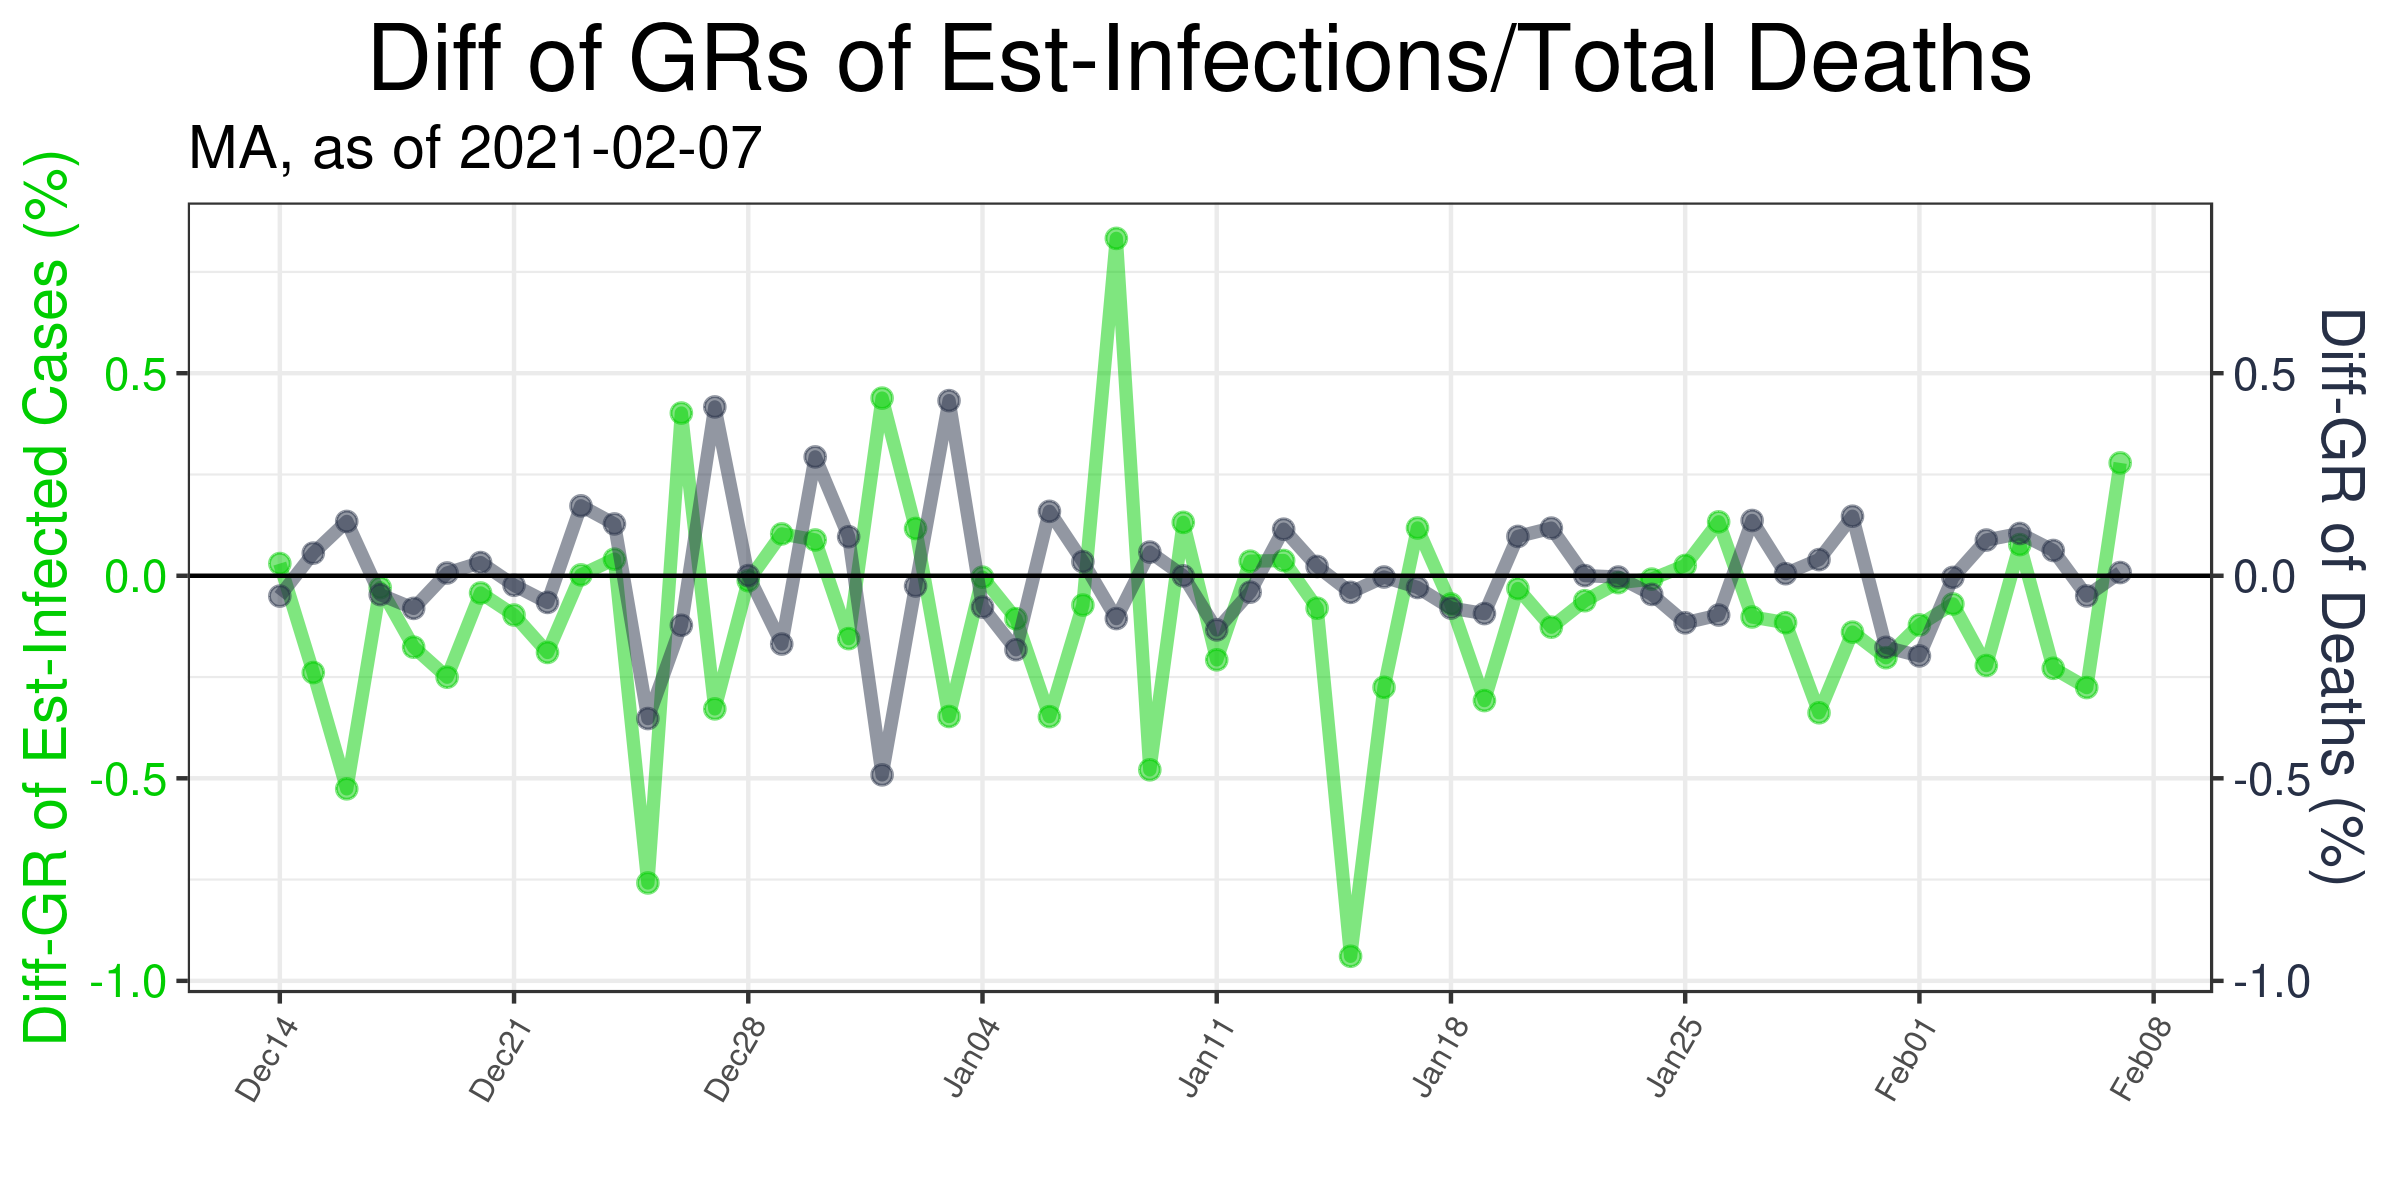 Diff of GRs of Est-Infections/Total Deaths
MA, as of 2021-02-07
Diff-GR of Est-Infected Cases (%)
0.5
0.0
-0.5
-1.0
0.5
0.0
-0.5
-1.0
Diff-GR of Deaths (%)
Dec14
Dec21
Dec28
Jan04
Jan11
Jan18
Jan25
Feb01
Feb08